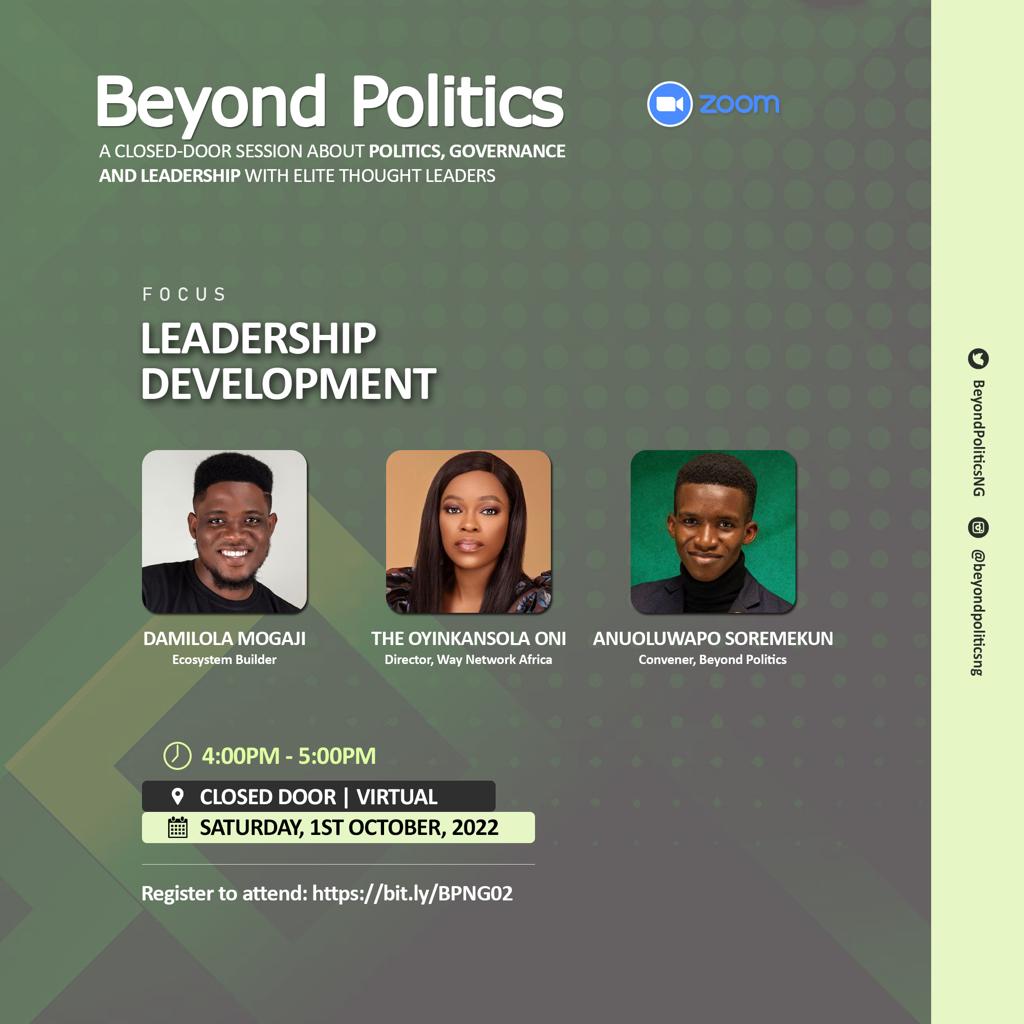 Beyond Politics
zoom
A CLOSED-DOOR SESSION ABOUT POLITICS, GOVERNANCE
AND LEADERSHIP WITH ELITE THOUGHT LEADERS
FOCUS
LEADERSHIP
DEVELOPMENT
DAMILOLA MOGAJI
Ecosystem Builder
THE OYINKANSOLA ONI
Director, Way Network Africa
ANUOLUWAPO SOREMEKUN
Convener, Beyond Politics
4:00PM - 5:00PM
CLOSED DOOR | VIRTUAL
SATURDAY, 1ST OCTOBER, 2022
Register to attend: https://bit.ly/BPNG02
BeyondPoliticsNG
@beyondpoliticsng